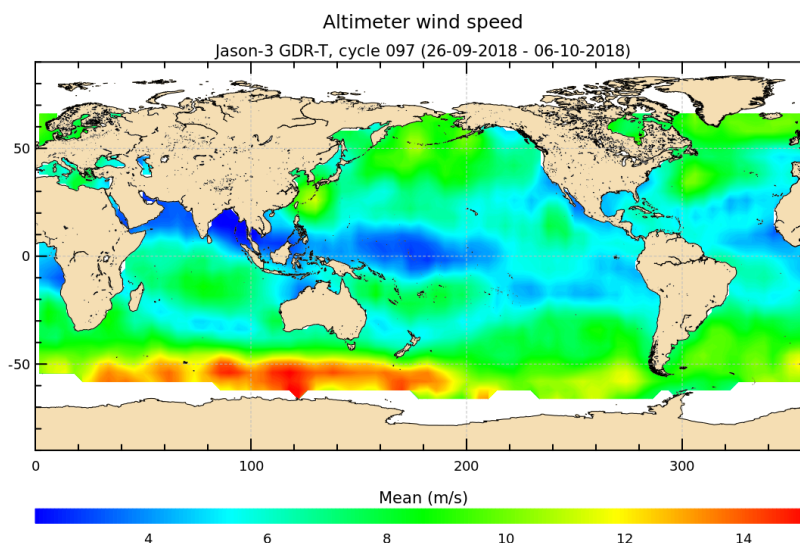 Altimeter wind speed
Jason-3 GDR-T, cycle 097 (26-09-2018 - 06-10-2018)
50
0
-50
0 100 200 300
Mean (m/s)
4 6 8 10 12 14